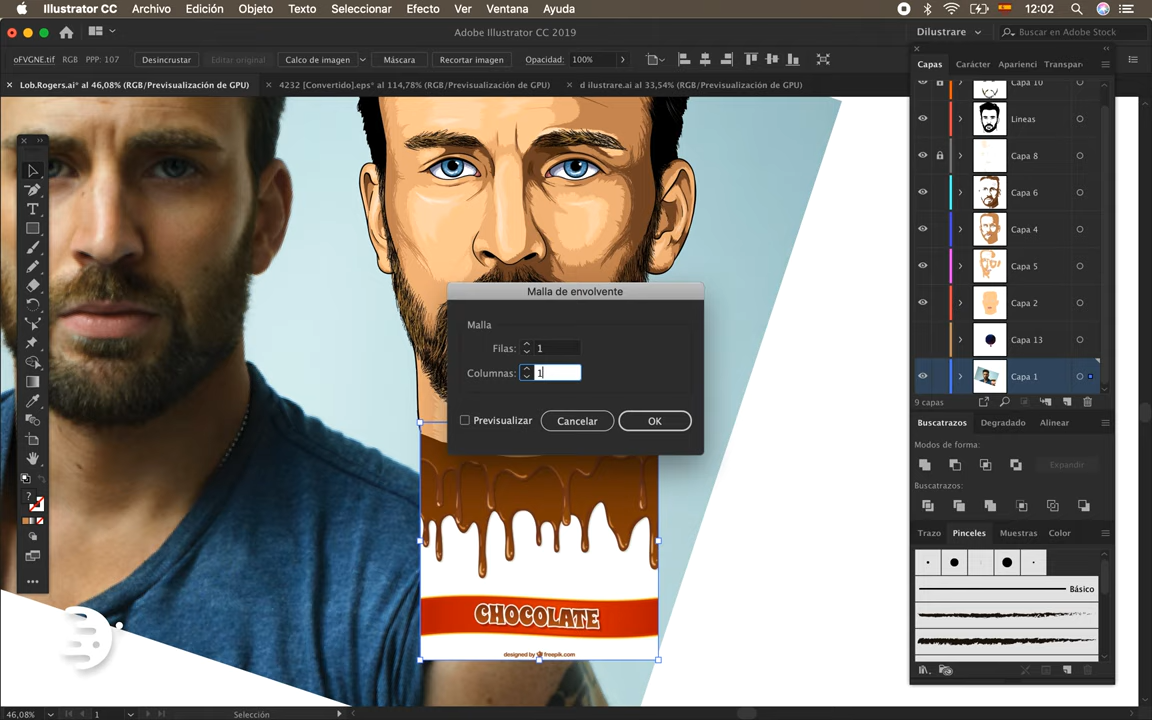 Illustrator CC Archivo Edición Objeto Texto Seleccionar Efecto Ver Ventana Ayuda 12:02
Adobe Illustrator CC 2019
Dilustrare
Buscar en Adobe Stock
oFVGNE.tif RGB PPP: 107 Desincrustar Editar original Calco de imagen Máscara Recortar imagen Opacidad: 100%
Lob.Rogers.ai* al 46,08% (RGB/Previsualización de GPU)
4232 [Convertido].eps* al 114,78% (RGB/Previsualización de GPU)
d ilustrare.ai al 33,54% (RGB/Previsualización de GPU)
Capas Carácter Aparienci Transpar
Capa 10
Lineas
Capa 8
Capa 6
Capa 4
Capa 5
Capa 2
Capa 13
Capa 1
9 capas
Malla de envolvente
Malla
Filas: 1
Columnas: 1
Previsualizar Cancelar OK
Buscatrazos Degradado Alinear
Modos de forma:
Expandir
Buscatrazos:
Trazo Pinceles Muestras Color
Básico
CHOCOLATE
designed by freepik.com
46,08% 1 Selección